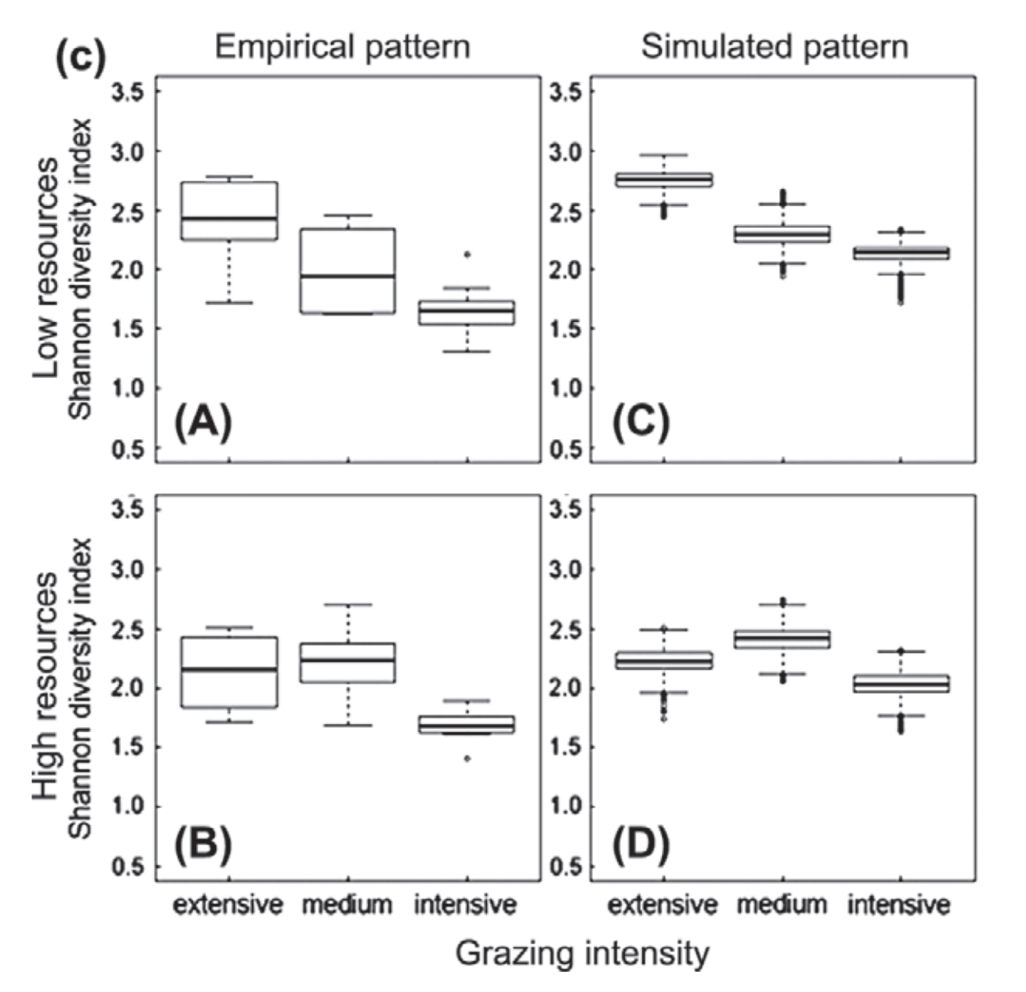 (c)
Empirical pattern
Simulated pattern
Low resources
Shannon diversity index
3.5
3.0
2.5
2.0
1.5
1.0
0.5
(A)
3.5
3.0
2.5
2.0
1.5
1.0
0.5
(C)
High resources
Shannon diversity index
3.5
3.0
2.5
2.0
1.5
1.0
0.5
(B)
3.5
3.0
2.5
2.0
1.5
1.0
0.5
(D)
extensive medium intensive
extensive medium intensive
Grazing intensity